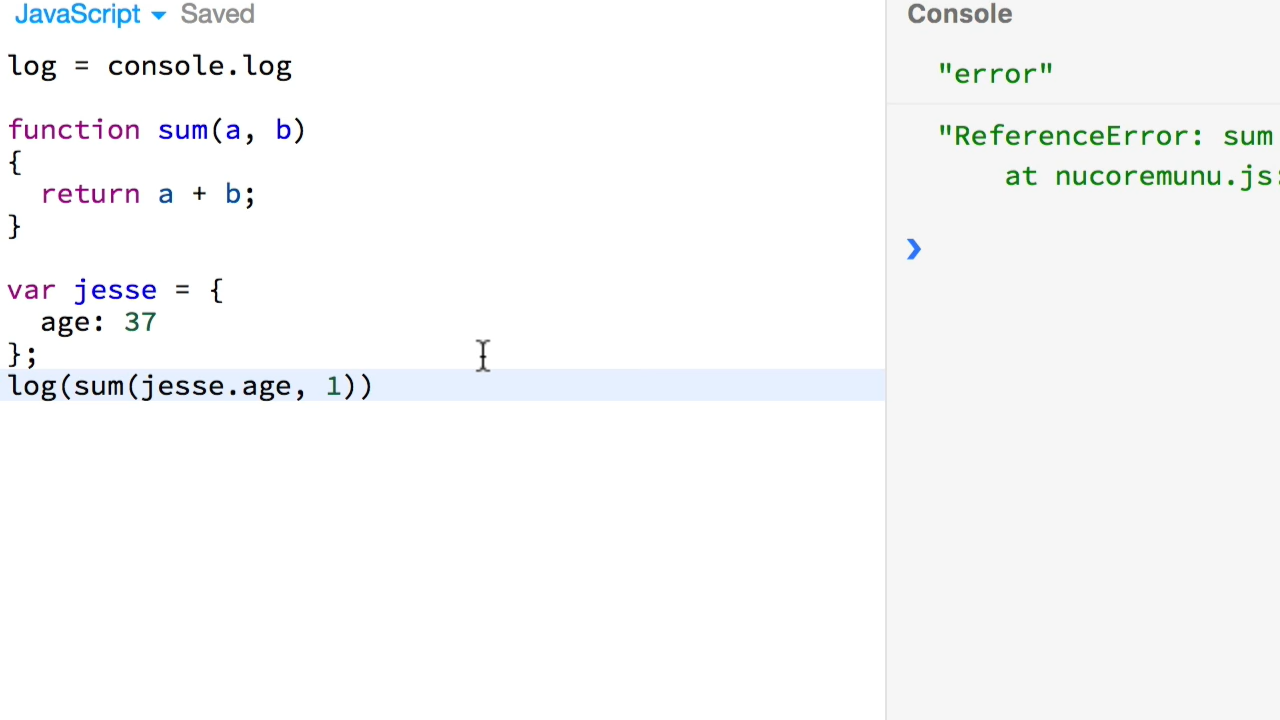 JavaScript Saved
log = console.log
function sum(a, b)
{
  return a + b;
}
var jesse = {
  age: 37
};
log(sum(jesse.age, 1))
Console
"error"
"ReferenceError: sum
at nucoremunu.js: